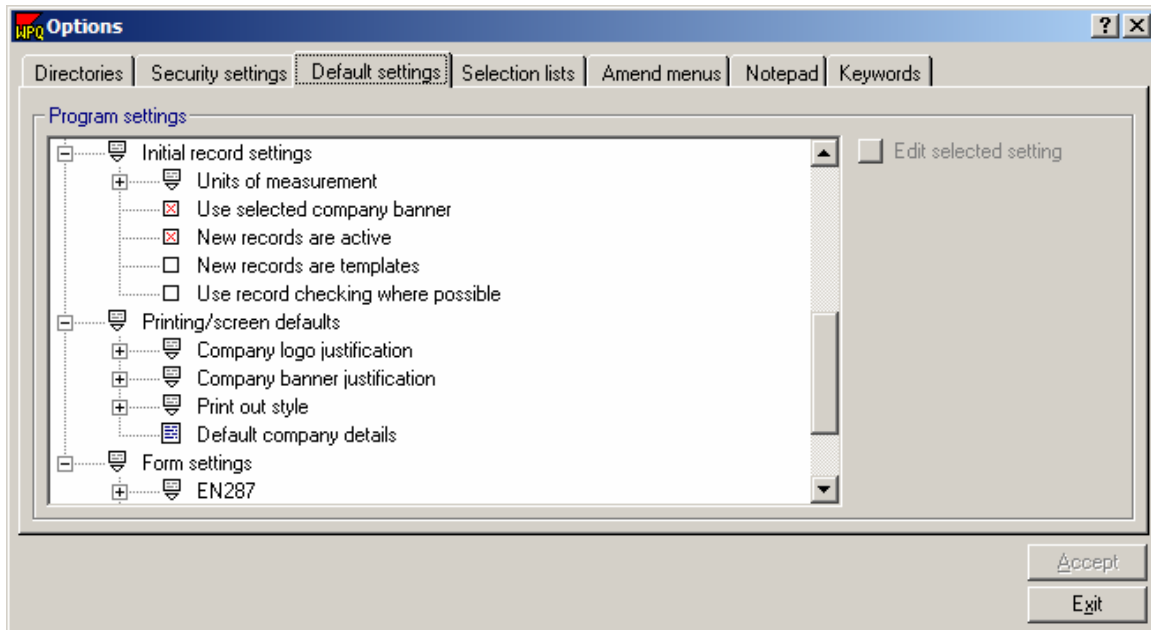 WPQ Options
Directories Security settings Default settings Selection lists Amend menus Notepad Keywords
Program settings
Initial record settings
Edit selected setting
Units of measurement
Use selected company banner
New records are active
New records are templates
Use record checking where possible
Printing/screen defaults
Company logo justification
Company banner justification
Print out style
Default company details
Form settings
EN287
Accept
Exit